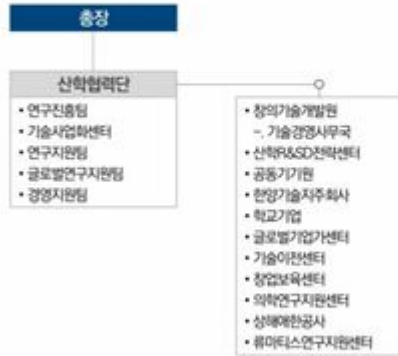 총장
산학협력단
• 연구진흥팀
• 기술사업화센터
• 연구지원팀
• 글로벌연구지원팀
• 경영지원팀
• 창의기술개발원
-. 기술경영사무국
• 산학R&SD전략센터
• 공동기기원
• 한양기술지주회사
• 학교기업
• 글로벌기업가센터
• 기술이전센터
• 창업보육센터
• 의학연구지원센터
• 상해애한공사
• 류마티스연구지원센터